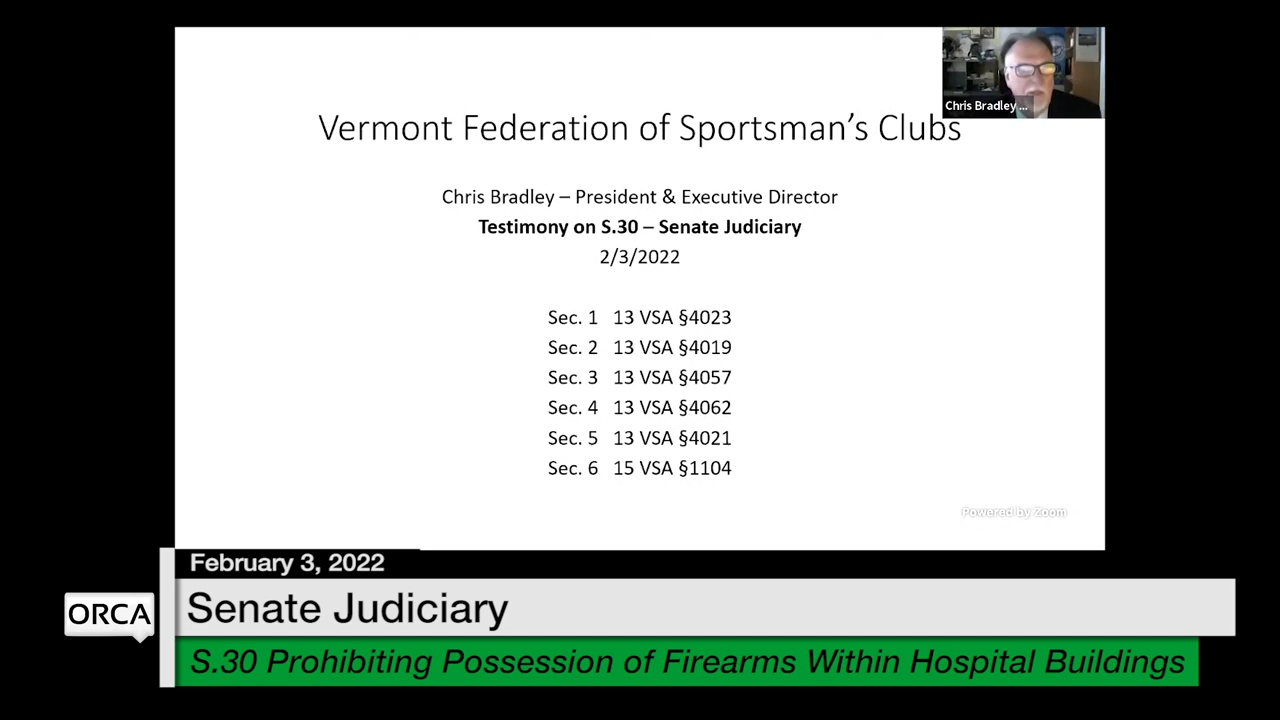 Chris Bradley ...
Vermont Federation of Sportsman's Clubs
Chris Bradley – President & Executive Director
Testimony on S.30 – Senate Judiciary
2/3/2022
Sec. 1 13 VSA §4023
Sec. 2 13 VSA §4019
Sec. 3 13 VSA §4057
Sec. 4 13 VSA §4062
Sec. 5 13 VSA §4021
Sec. 6 15 VSA §1104
Powered by Zoom
February 3, 2022
ORCA
Senate Judiciary
S.30 Prohibiting Possession of Firearms Within Hospital Buildings